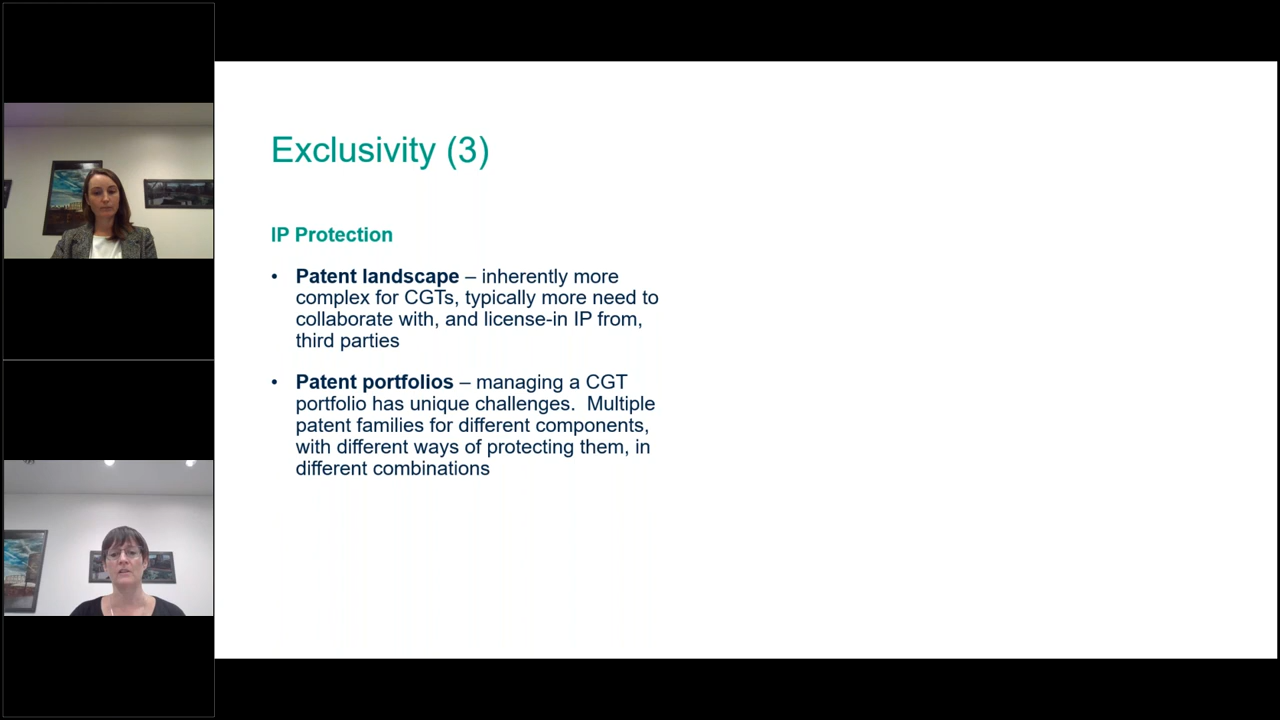 Exclusivity (3)
IP Protection
• Patent landscape – inherently more
complex for CGTs, typically more need to
collaborate with, and license-in IP from,
third parties
• Patent portfolios – managing a CGT
portfolio has unique challenges.  Multiple
patent families for different components,
with different ways of protecting them, in
different combinations